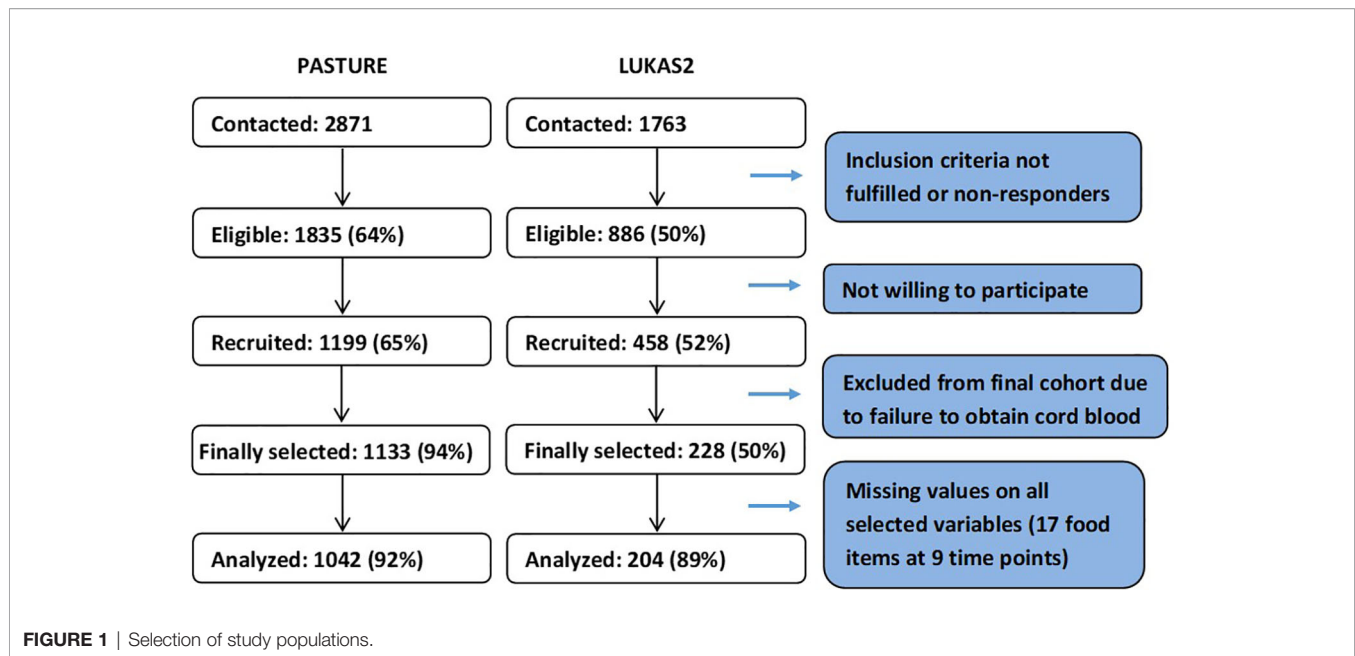 PASTURE
LUKAS2
Contacted: 2871
Contacted: 1763
Inclusion criteria not
fulfilled or non-responders
Eligible: 1835 (64%)
Eligible: 886 (50%)
Not willing to participate
Recruited: 1199 (65%)
Recruited: 458 (52%)
Excluded from final cohort due
to failure to obtain cord blood
Finally selected: 1133 (94%)
Finally selected: 228 (50%)
Missing values on all
selected variables (17 food
items at 9 time points)
Analyzed: 1042 (92%)
Analyzed: 204 (89%)
FIGURE 1 | Selection of study populations.